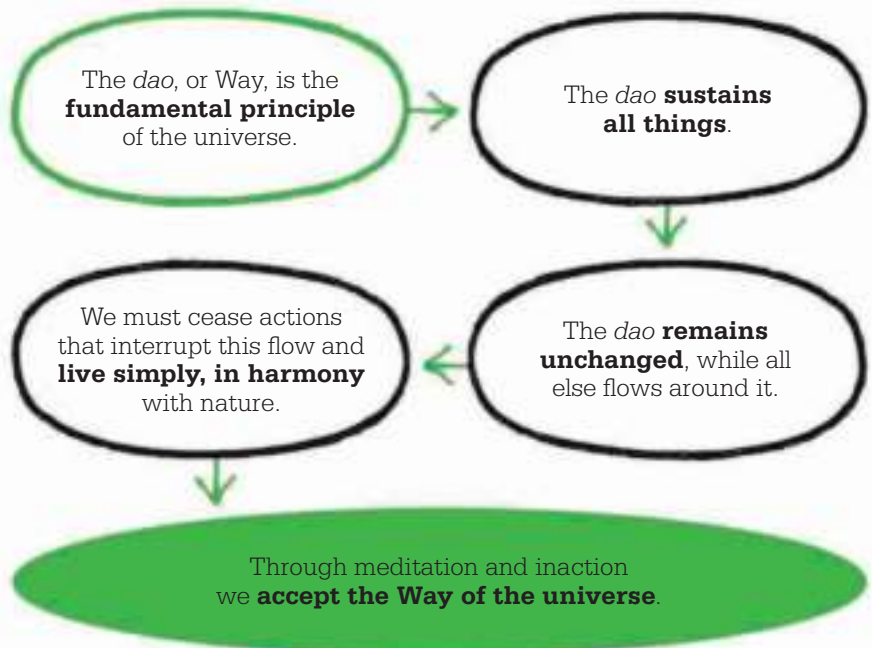 The dao, or Way, is the
fundamental principle
of the universe.
The dao sustains
all things.
The dao remains
unchanged, while all
else flows around it.
We must cease actions
that interrupt this flow and
live simply, in harmony
with nature.
Through meditation and inaction
we accept the Way of the universe.